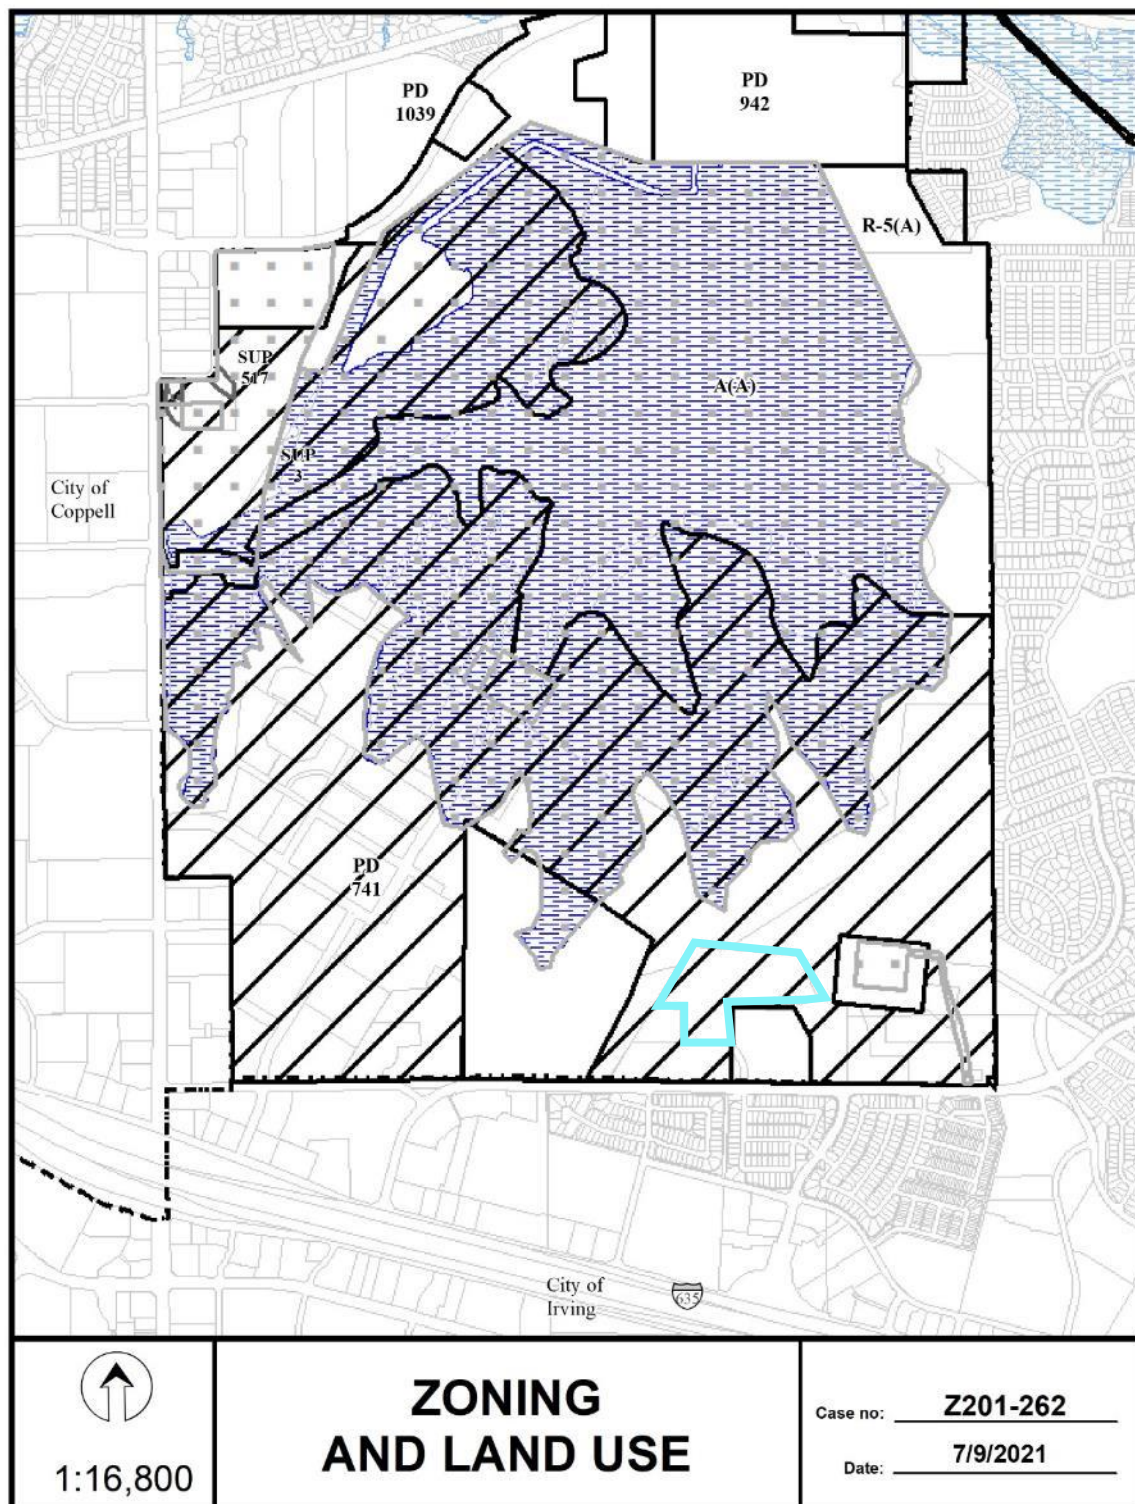 PD
1039
PD
942
R-5(A)
SUP
517
A(A)
SUP
3
City of
Coppell
PD
741
City of
Irving
635
1:16,800
ZONING
AND LAND USE
Case no: Z201-262
Date: 7/9/2021